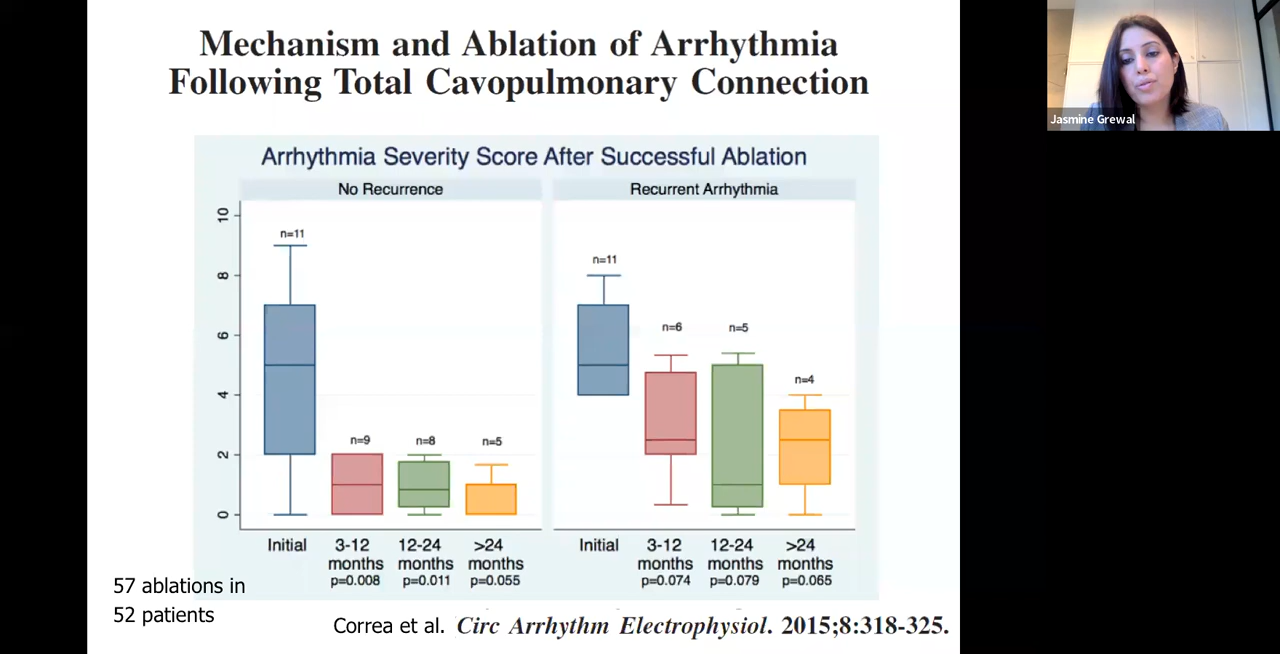 Mechanism and Ablation of Arrhythmia
Following Total Cavopulmonary Connection
Jasmine Grewal
Arrhythmia Severity Score After Successful Ablation
No Recurrence
Recurrent Arrhythmia
10
8
6
4
2
0
n=11
n=9
n=8
n=5
n=11
n=6
n=5
n=4
Initial
3-12 months p=0.008
12-24 months p=0.011
>24 months p=0.055
Initial
3-12 months p=0.074
12-24 months p=0.079
>24 months p=0.065
57 ablations in
52 patients
Correa et al. Circ Arrhythm Electrophysiol. 2015;8:318-325.